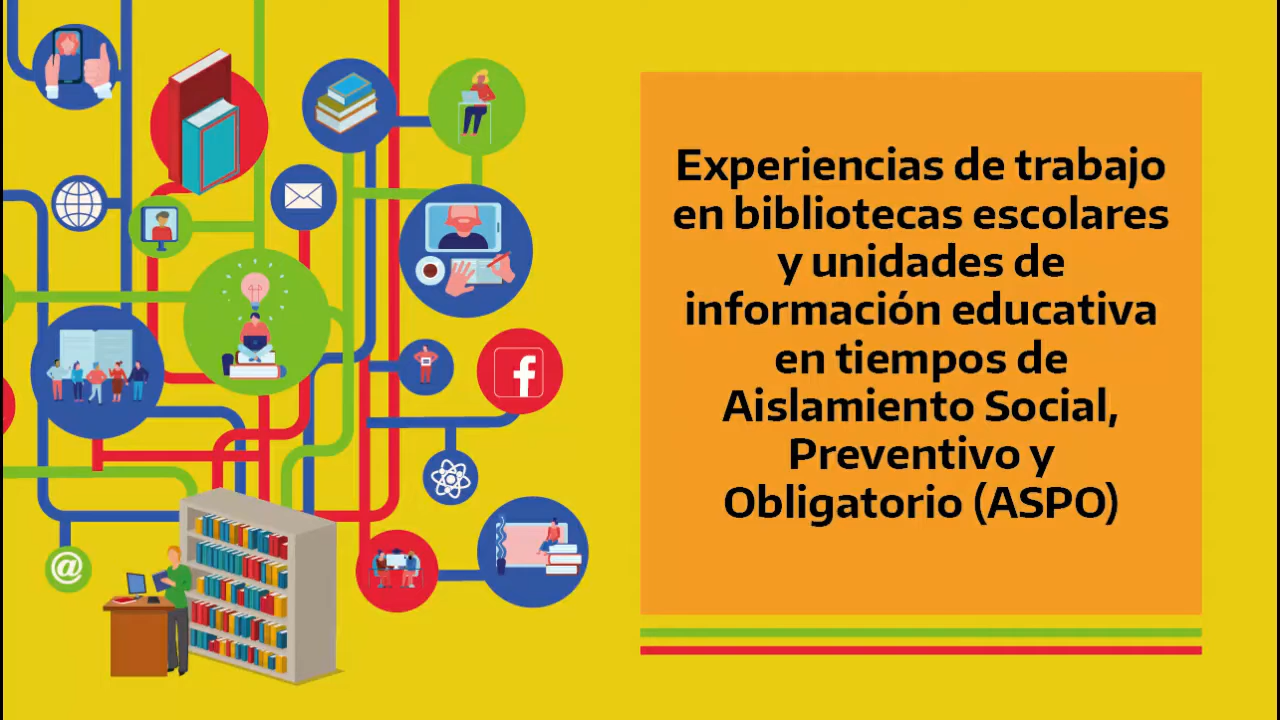 Experiencias de trabajo
en bibliotecas escolares
y unidades de
información educativa
en tiempos de
Aislamiento Social,
Preventivo y
Obligatorio (ASPO)
f
@